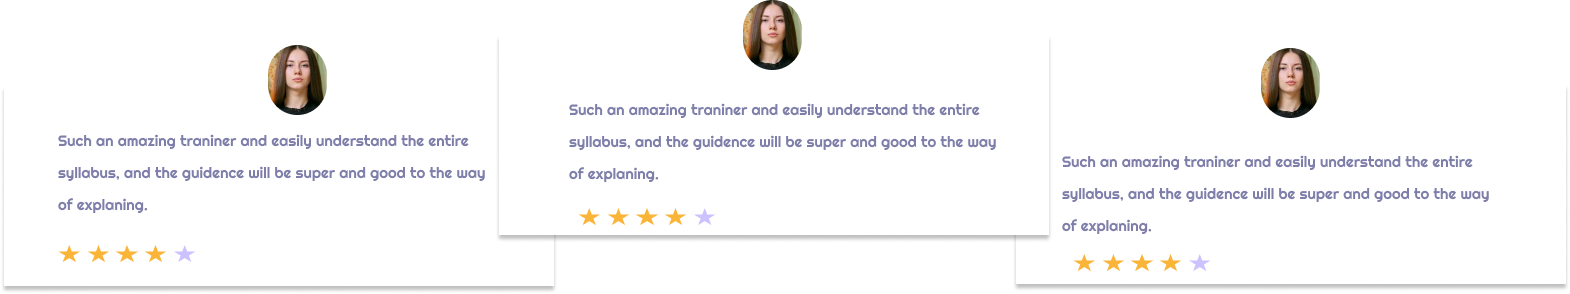 Such an amazing traniner and easily understand the entire
syllabus, and the guidence will be super and good to the way
of explaning.
Such an amazing traniner and easily understand the entire
syllabus, and the guidence will be super and good to the way
of explaning.
Such an amazing traniner and easily understand the entire
syllabus, and the guidence will be super and good to the way
of explaning.